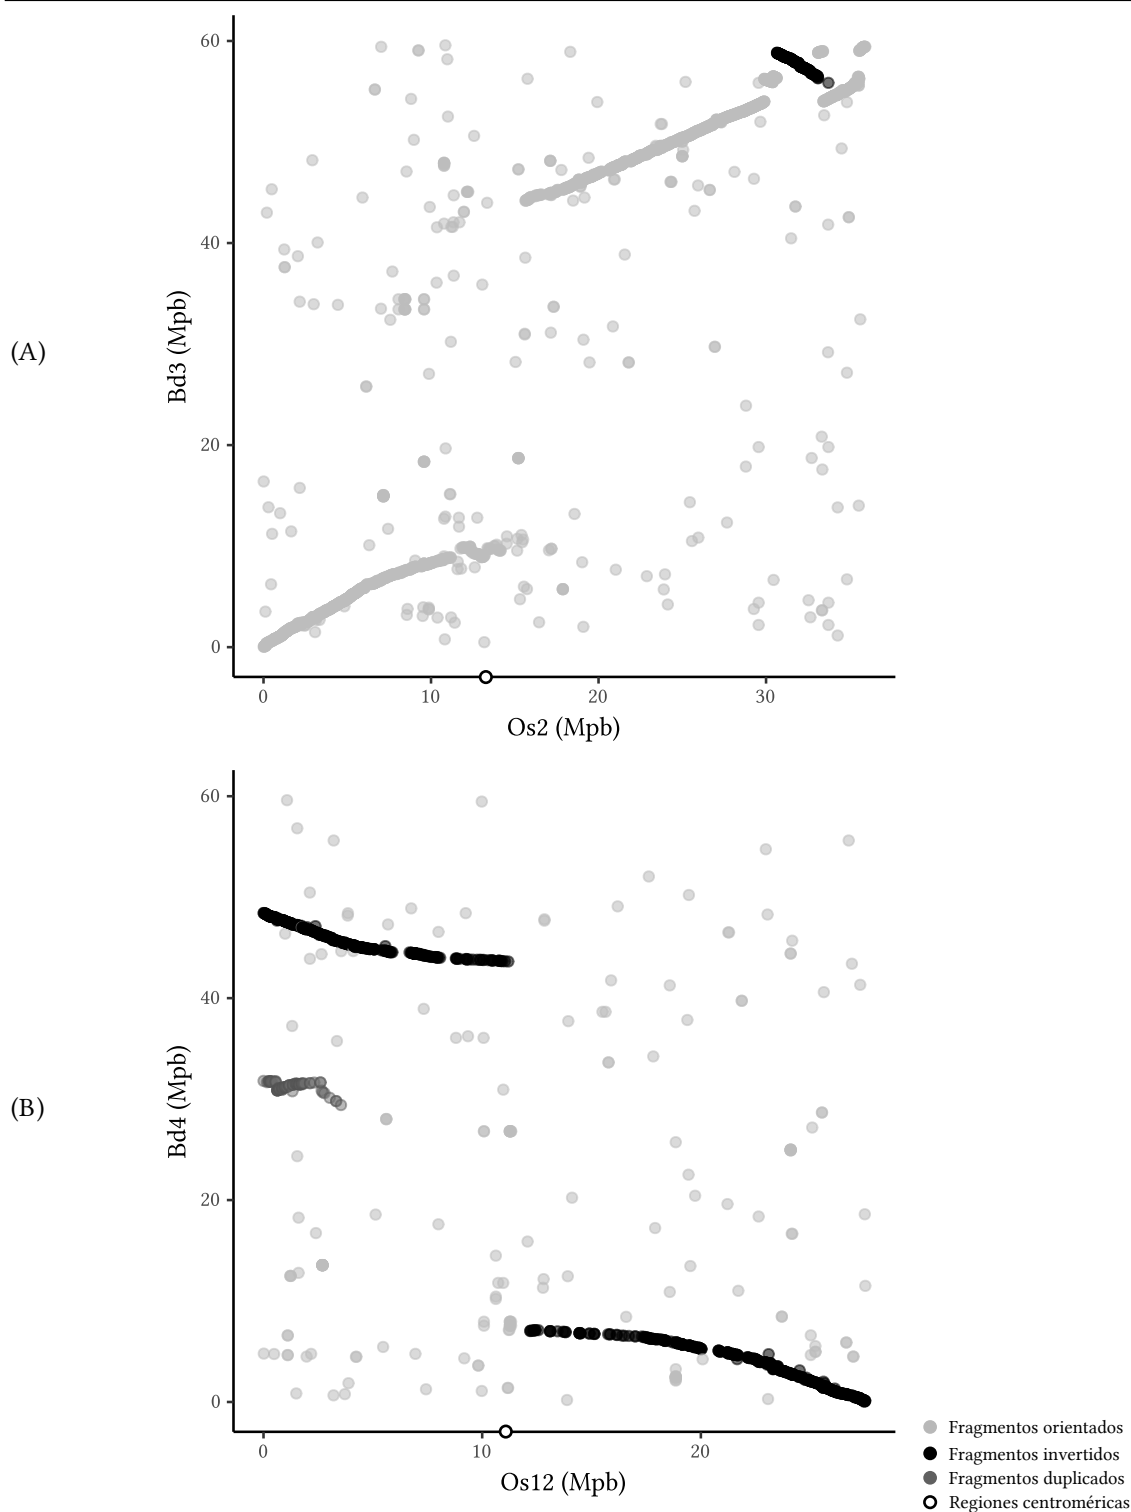 60
40
20
0
Bd3 (Mpb)
(A)
0 10 20 30
Os2 (Mpb)
60
40
20
0
Bd4 (Mpb)
(B)
0 10 20
Os12 (Mpb)
Fragmentos orientados
Fragmentos invertidos
Fragmentos duplicados
Regiones centroméricas